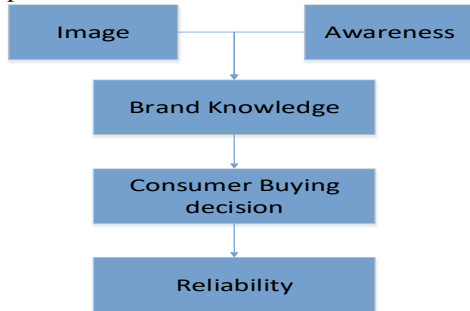 Image
Awareness
Brand Knowledge
Consumer Buying
decision
Reliability